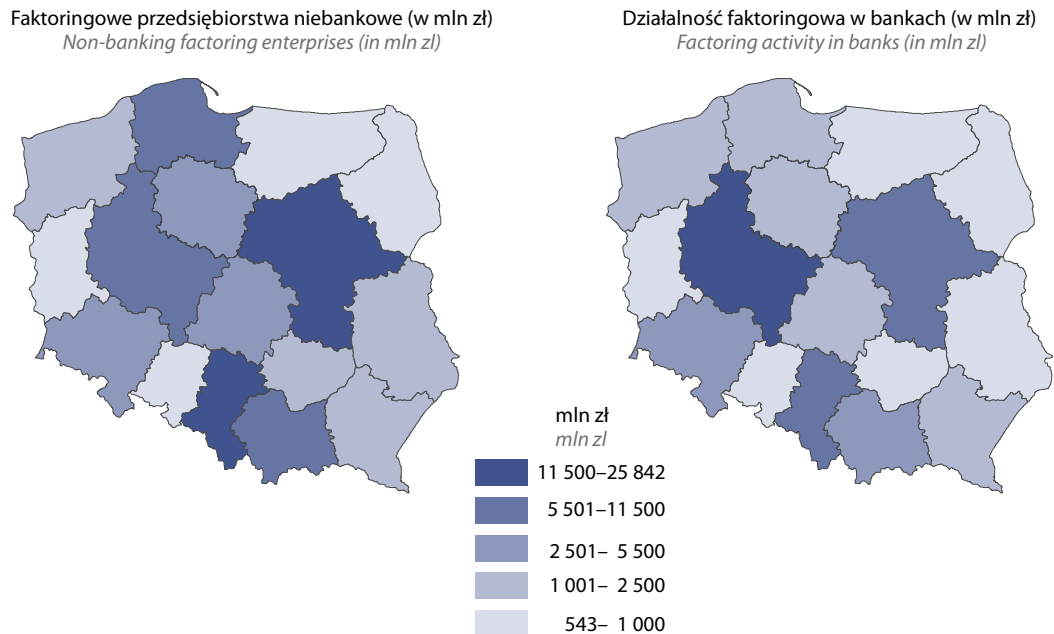 Faktoringowe przedsiębiorstwa niebankowe (w mln zł)
Non-banking factoring enterprises (in mln zl)
Działalność faktoringowa w bankach (w mln zł)
Factoring activity in banks (in mln zl)
mln zł
mln zl
11 500–25 842
5 501–11 500
2 501– 5 500
1 001– 2 500
543– 1 000